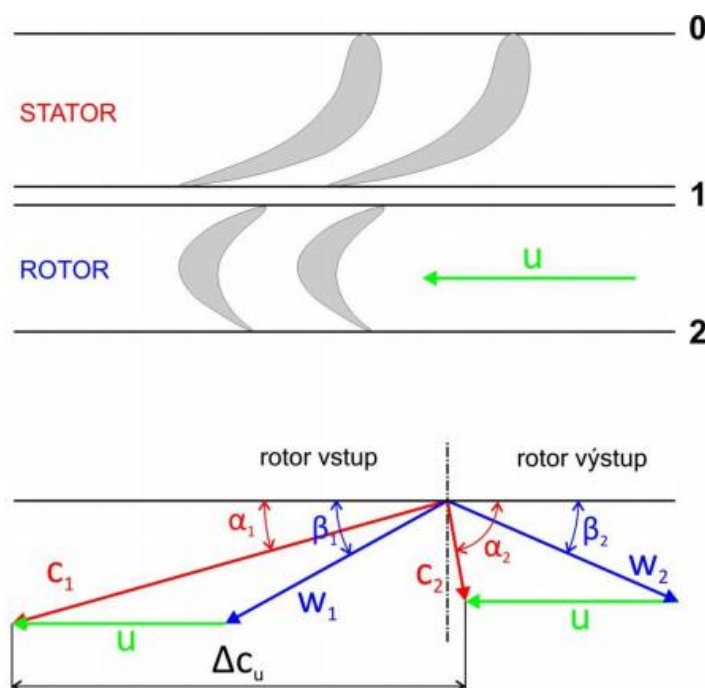 0
STATOR
1
ROTOR
u
2
rotor vstup
rotor výstup
α₁
β₁
α₂
β₂
c₁
w₁
c₂
w₂
u
u
Δcᵤ